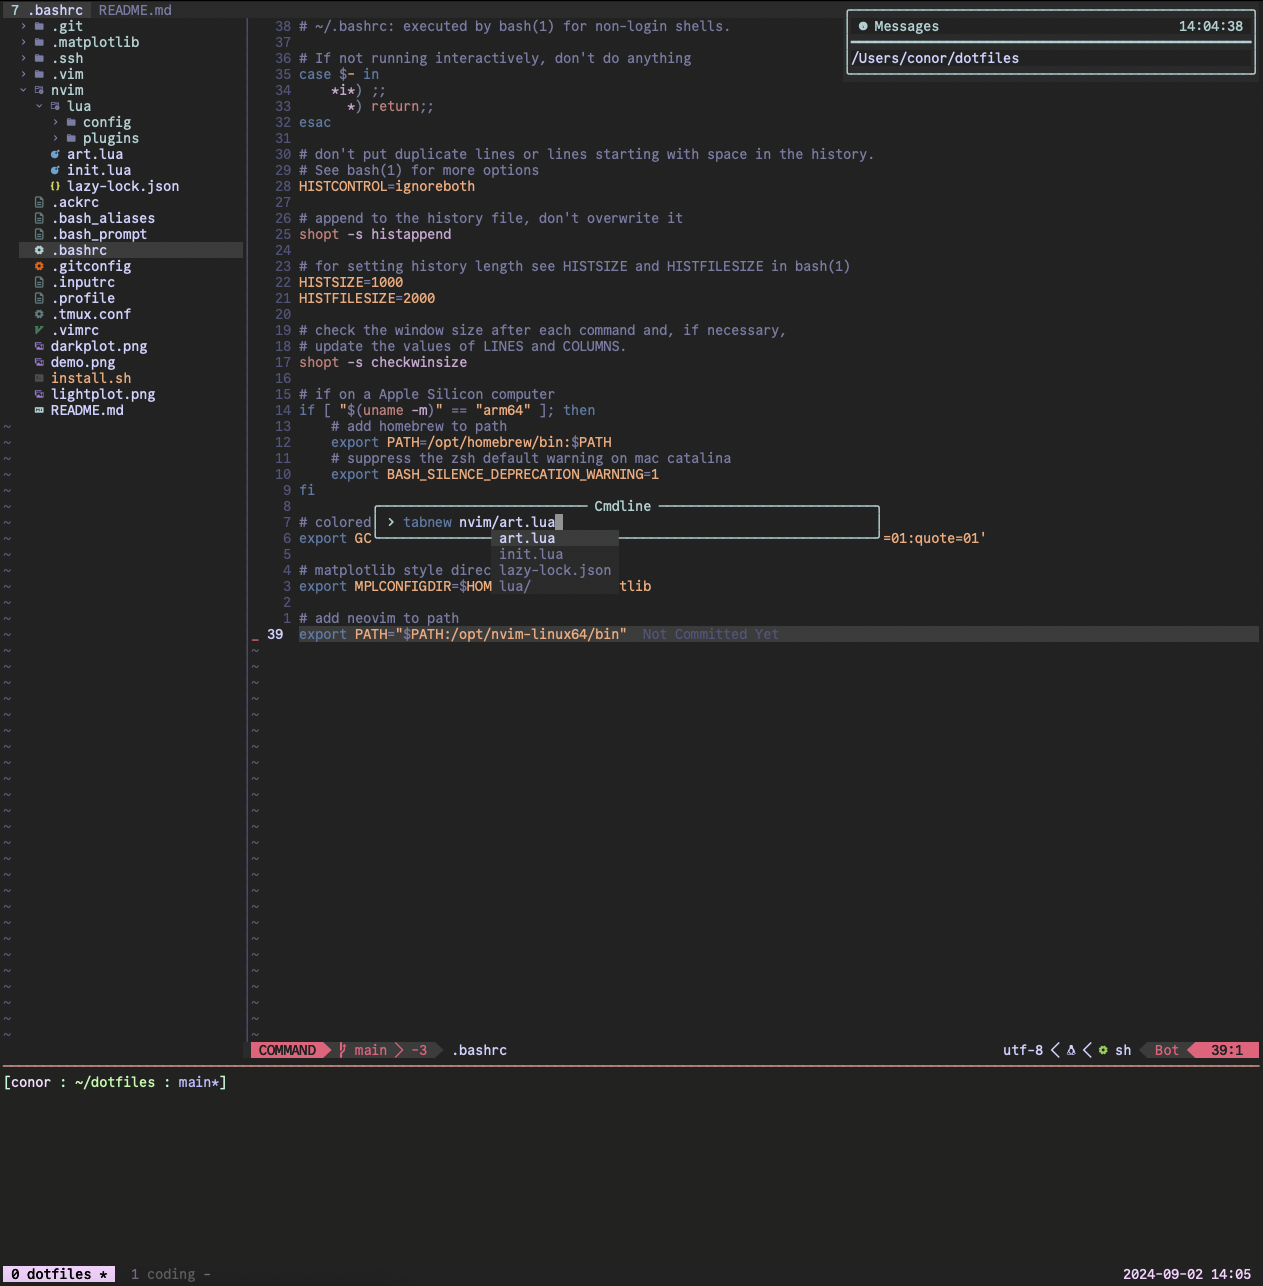 7 .bashrc README.md
.git
.matplotlib
.ssh
.vim
nvim
lua
config
plugins
art.lua
init.lua
lazy-lock.json
.ackrc
.bash_aliases
.bash_prompt
.bashrc
.gitconfig
.inputrc
.profile
.tmux.conf
.vimrc
darkplot.png
demo.png
install.sh
lightplot.png
README.md
38 # ~/.bashrc: executed by bash(1) for non-login shells.
37
36 # If not running interactively, don't do anything
35 case $- in
34     *i*) ;;
33       *) return;;
32 esac
31
30 # don't put duplicate lines or lines starting with space in the history.
29 # See bash(1) for more options
28 HISTCONTROL=ignoreboth
27
26 # append to the history file, don't overwrite it
25 shopt -s histappend
24
23 # for setting history length see HISTSIZE and HISTFILESIZE in bash(1)
22 HISTSIZE=1000
21 HISTFILESIZE=2000
20
19 # check the window size after each command and, if necessary,
18 # update the values of LINES and COLUMNS.
17 shopt -s checkwinsize
16
15 # if on a Apple Silicon computer
14 if [ "$(uname -m)" == "arm64" ]; then
13     # add homebrew to path
12     export PATH=/opt/homebrew/bin:$PATH
11     # suppress the zsh default warning on mac catalina
10     export BASH_SILENCE_DEPRECATION_WARNING=1
9 fi
8
7 # colored
6 export GC =01:quote=01'
5
4 # matplotlib style direc
3 export MPLCONFIGDIR=$HOM tlib
2
1 # add neovim to path
39 export PATH="$PATH:/opt/nvim-linux64/bin" Not Committed Yet
Messages 14:04:38
/Users/conor/dotfiles
Cmdline
> tabnew nvim/art.lua
art.lua
init.lua
lazy-lock.json
lua/
COMMAND main -3 .bashrc utf-8 sh Bot 39:1
[conor : ~/dotfiles : main*]
0 dotfiles * 1 coding - 2024-09-02 14:05